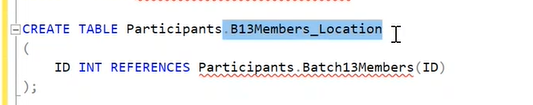 CREATE TABLE Participants.B13Members_Location
(
ID INT REFERENCES Participants.Batch13Members(ID)
);